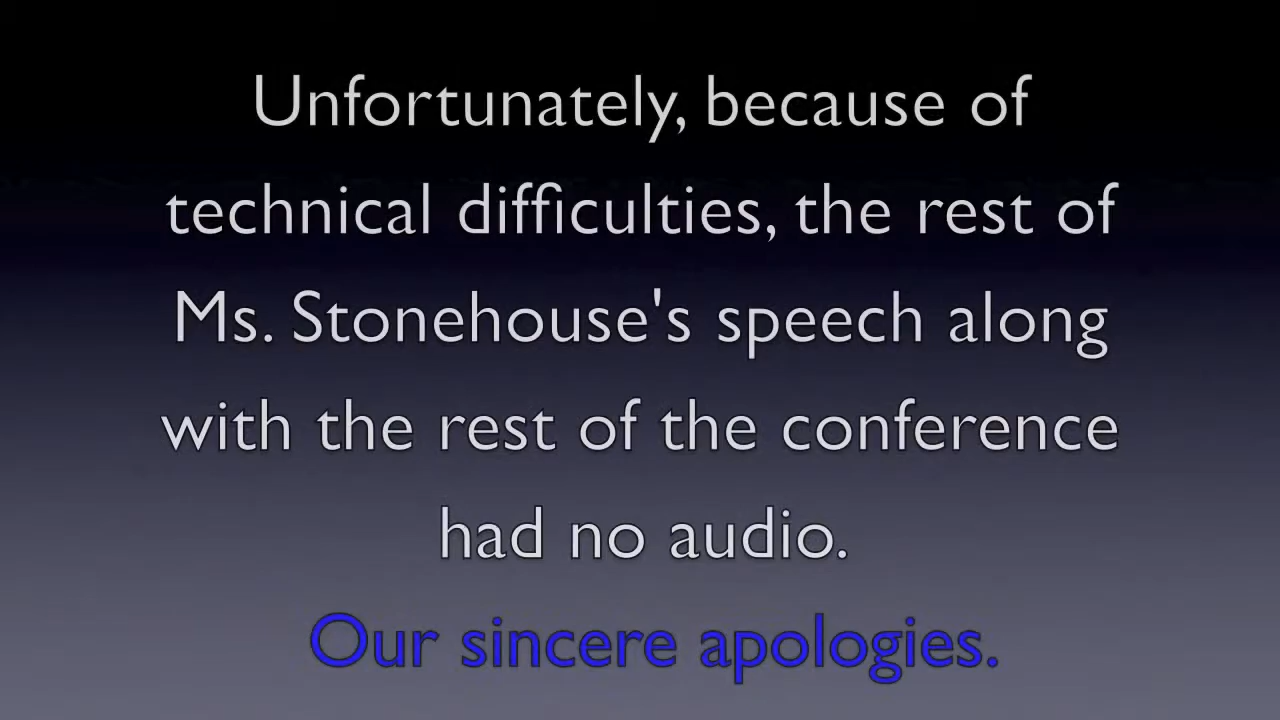 Unfortunately, because of
technical difficulties, the rest of
Ms. Stonehouse's speech along
with the rest of the conference
had no audio.
Our sincere apologies.